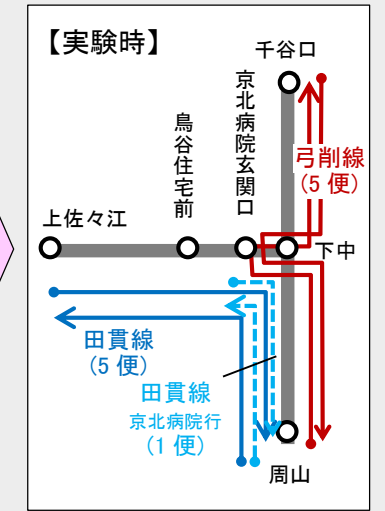 【実験時】
千谷口
京北病院玄関口
鳥谷住宅前
弓削線
(5 便)
上佐々江
下中
田貫線
(5 便)
田貫線
京北病院行
(1 便)
周山